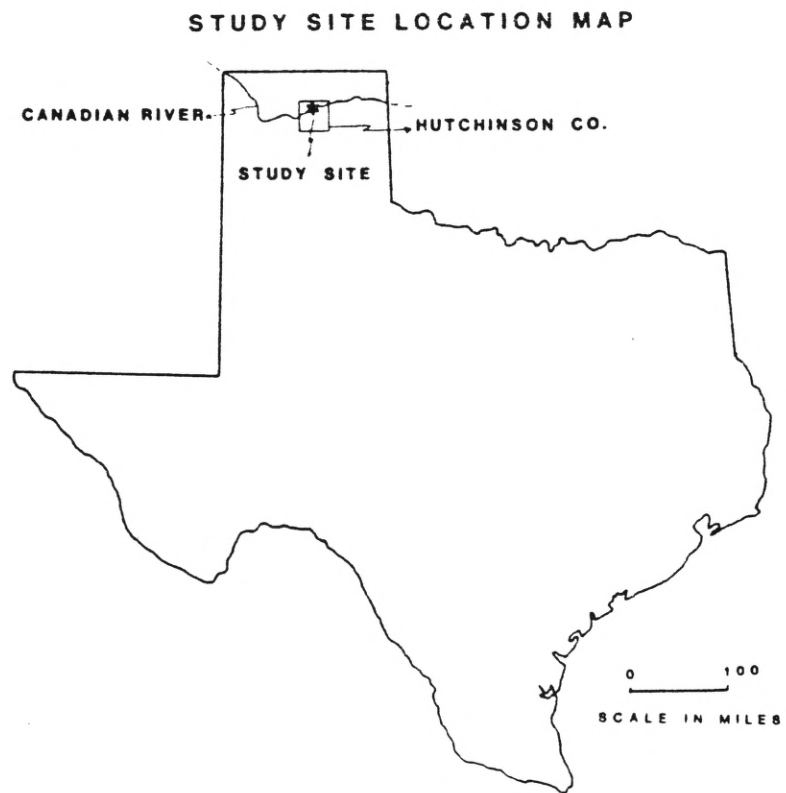 STUDY SITE LOCATION MAP
CANADIAN RIVER
HUTCHINSON CO.
STUDY SITE
0 100
SCALE IN MILES